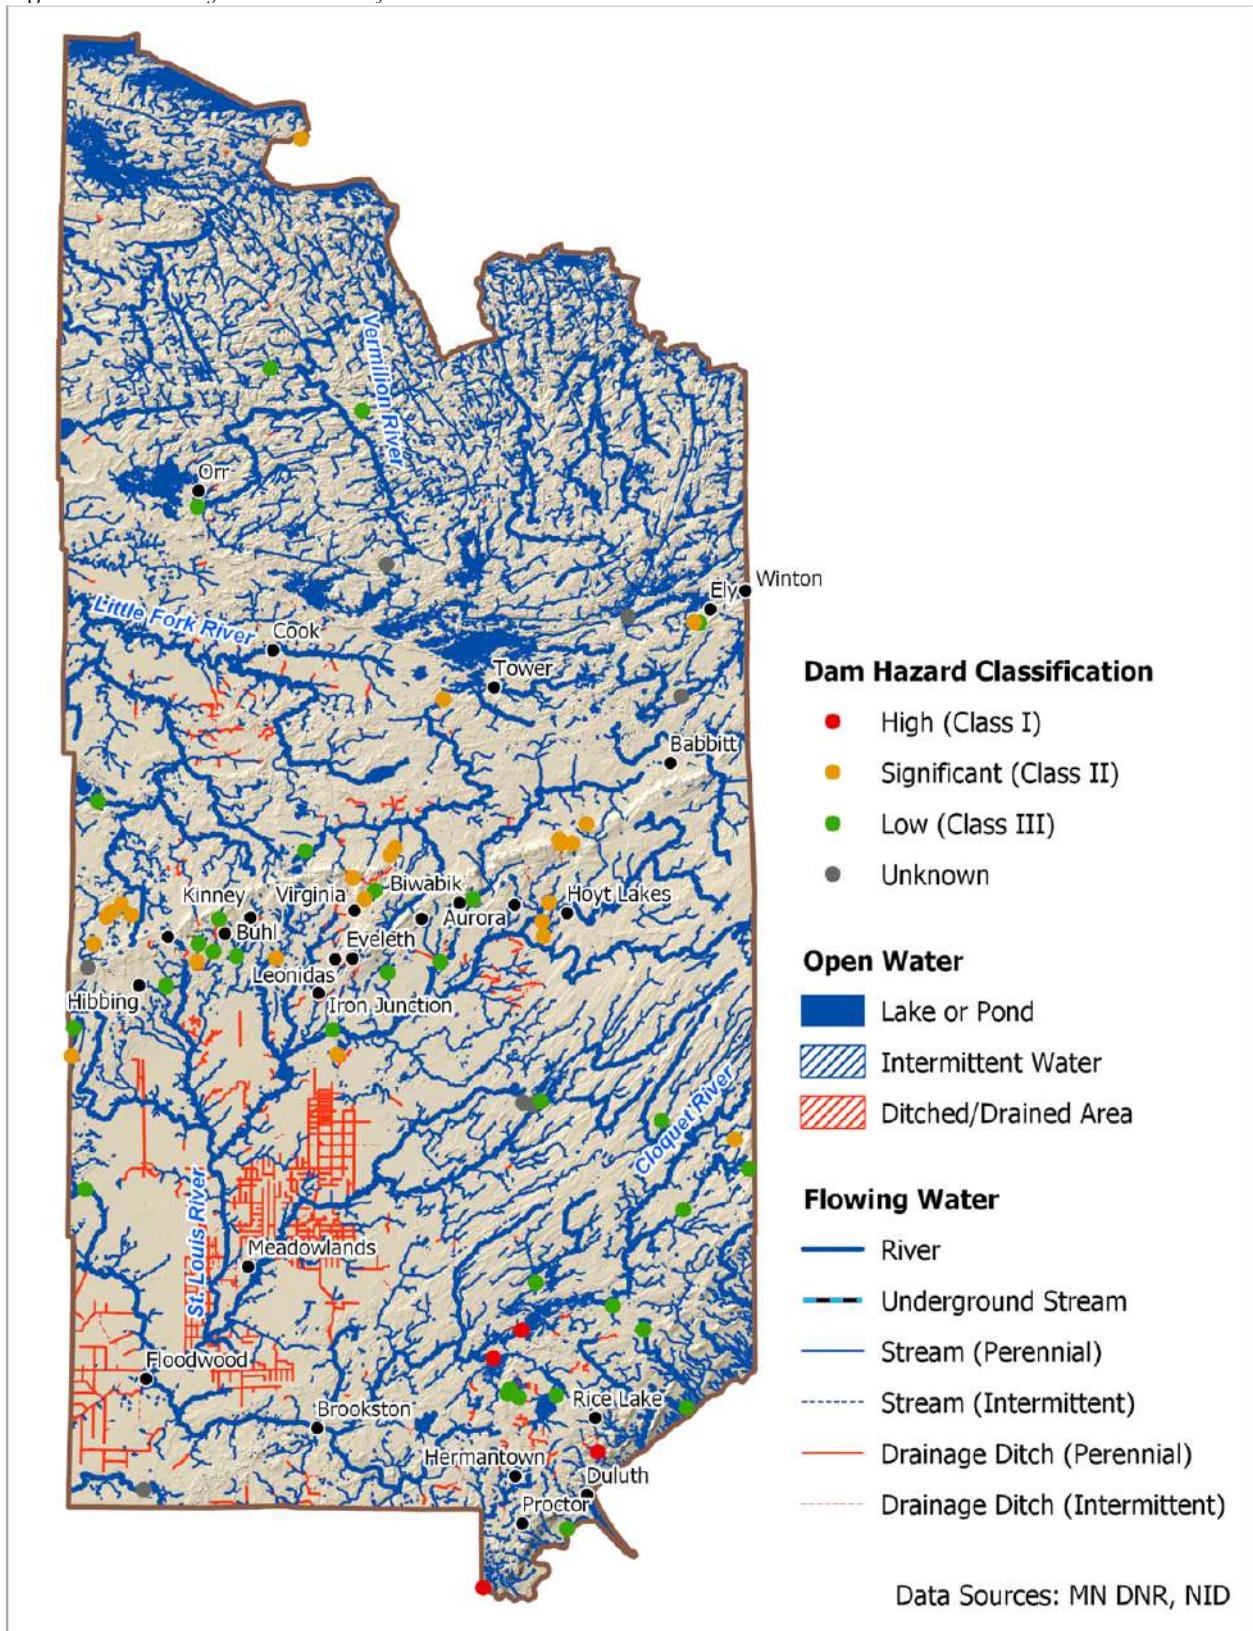 Vermilion River
Orr
Winton
Ely
Little Fork River
Cook
Tower
Babbitt
Kinney
Virginia
Biwabik
Hoyt Lakes
Buhl
Aurora
Eveleth
Leonidas
Hibbing
Iron Junction
Cloquet River
St. Louis River
Meadowlands
Floodwood
Brookston
Rice Lake
Hermantown
Duluth
Proctor
Dam Hazard Classification
High (Class I)
Significant (Class II)
Low (Class III)
Unknown
Open Water
Lake or Pond
Intermittent Water
Ditched/Drained Area
Flowing Water
River
Underground Stream
Stream (Perennial)
Stream (Intermittent)
Drainage Ditch (Perennial)
Drainage Ditch (Intermittent)
Data Sources: MN DNR, NID